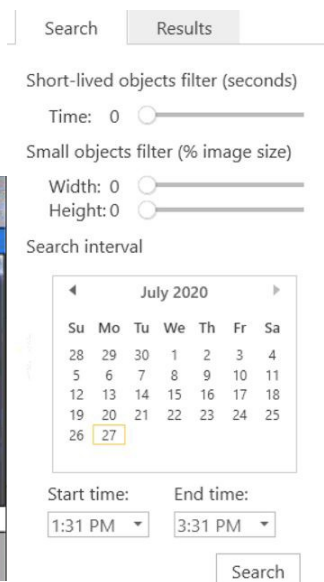 Search Results
Short-lived objects filter (seconds)
Time: 0
Small objects filter (% image size)
Width: 0
Height: 0
Search interval
July 2020
Su Mo Tu We Th Fr Sa
28 29 30 1 2 3 4
5 6 7 8 9 10 11
12 13 14 15 16 17 18
19 20 21 22 23 24 25
26 27
Start time: End time:
1:31 PM 3:31 PM
Search